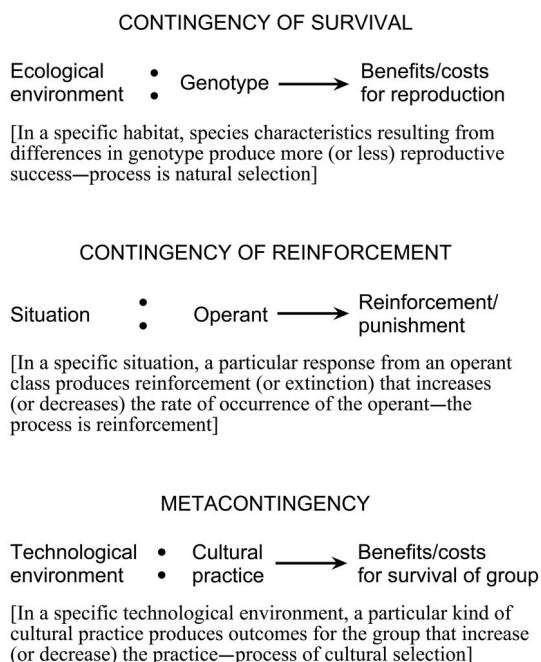 CONTINGENCY OF SURVIVAL
Ecological environment : Genotype → Benefits/costs for reproduction
[In a specific habitat, species characteristics resulting from
differences in genotype produce more (or less) reproductive
success—process is natural selection]
CONTINGENCY OF REINFORCEMENT
Situation : Operant → Reinforcement/ punishment
[In a specific situation, a particular response from an operant
class produces reinforcement (or extinction) that increases
(or decreases) the rate of occurrence of the operant—the
process is reinforcement]
METACONTINGENCY
Technological environment : Cultural practice → Benefits/costs for survival of group
[In a specific technological environment, a particular kind of
cultural practice produces outcomes for the group that increase
(or decrease) the practice—process of cultural selection]